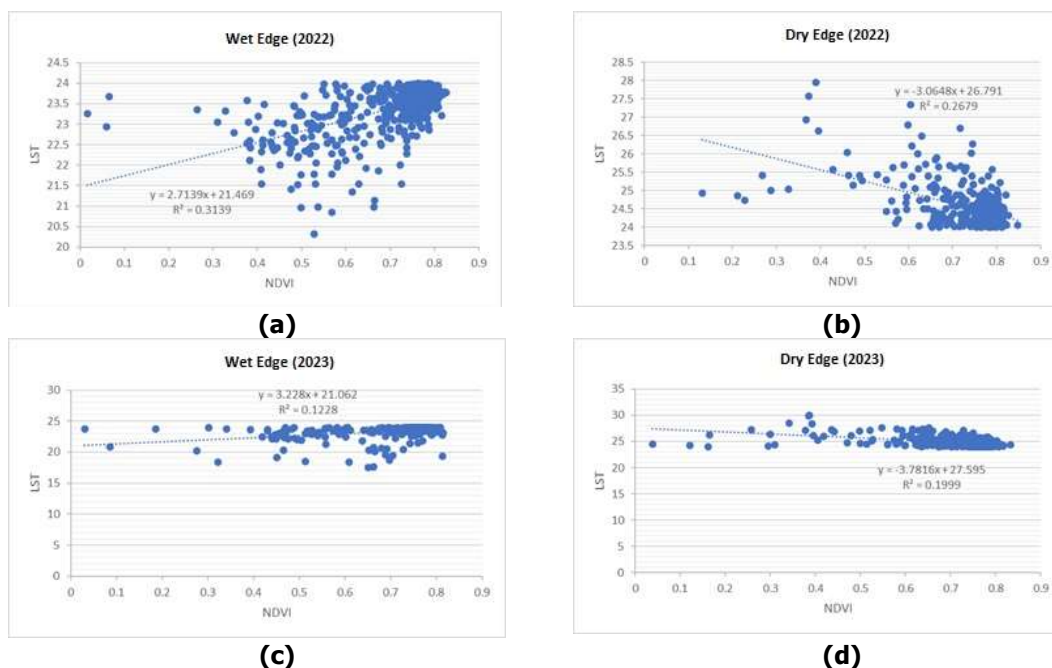 Wet Edge (2022)
24.5
24
23.5
23
22.5
22
21.5
21
20.5
20
LST
y = 2.7139x + 21.469
R² = 0.3139
0 0.1 0.2 0.3 0.4 0.5 0.6 0.7 0.8 0.9
NDVI
(a)
Dry Edge (2022)
28.5
28
27.5
27
26.5
26
25.5
25
24.5
24
23.5
LST
y = -3.0648x + 26.791
R² = 0.2679
0 0.1 0.2 0.3 0.4 0.5 0.6 0.7 0.8 0.9
NDVI
(b)
Wet Edge (2023)
30
25
20
15
10
5
0
LST
y = 3.228x + 21.062
R² = 0.1228
0 0.1 0.2 0.3 0.4 0.5 0.6 0.7 0.8 0.9
NDVI
(c)
Dry Edge (2023)
35
30
25
20
15
10
5
0
LST
y = -3.7816x + 27.595
R² = 0.1999
0 0.1 0.2 0.3 0.4 0.5 0.6 0.7 0.8 0.9
NDVI
(d)